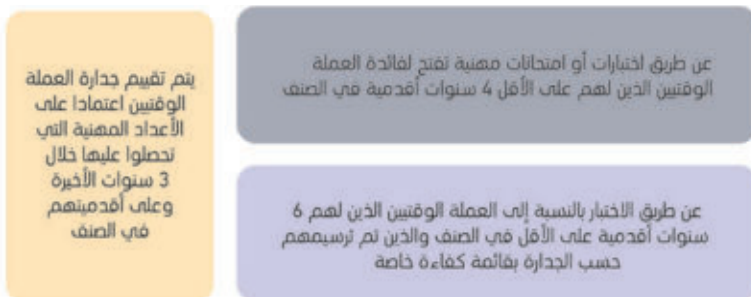 عن طريق اختبارات أو امتحانات مهنية تفتح لفائدة العملة
الوقتيين الذين لهم على الأقل 4 سنوات أقدمية في الصنف
عن طريق الاختبار بالنسبة إلى العملة الوقتيين الذين لهم 6
سنوات أقدمية على الأقل في الصنف والذين تم ترسيمهم
حسب الجدارة بقائمة كفاءة خاصة
يتم تقييم جدارة العملة
الوقتيين اعتمادا على
الأعداد المهنية التي
تحصلوا عليها خلال
3 سنوات الأخيرة
وعلى أقدميتهم
في الصنف